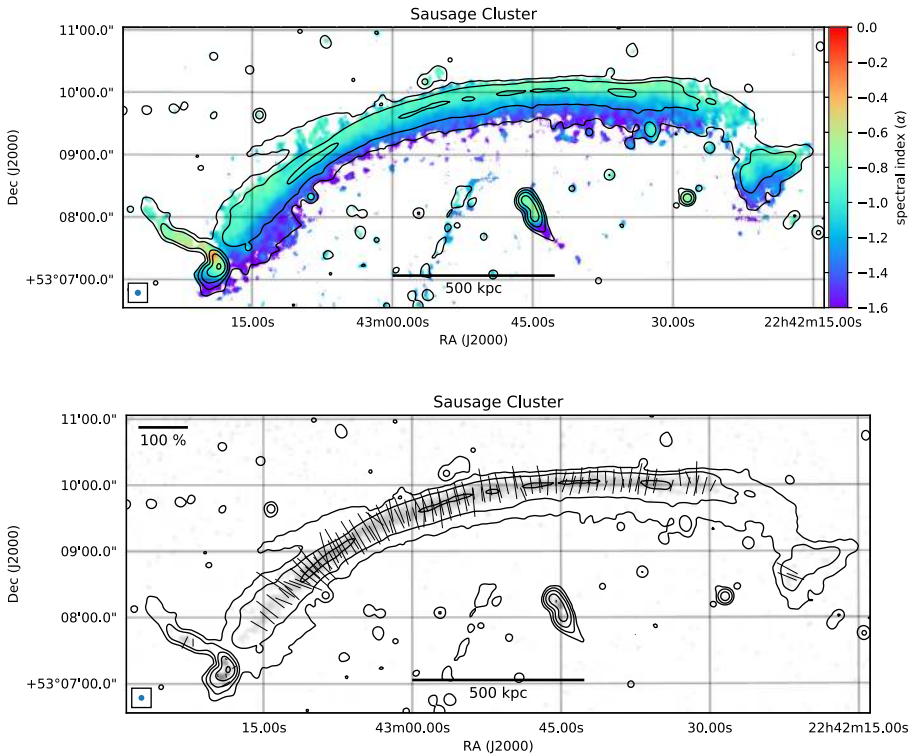 Sausage Cluster
11°00.0"
10'00.0"
09'00.0"
08'00.0"
+53°07'00.0"
Dec (J2000)
500 kpc
15.00s
43m00.00s
45.00s
30.00s
22h42m15.00s
RA (J2000)
0.0
−0.2
−0.4
−0.6
−0.8
−1.0
−1.2
−1.4
−1.6
spectral index (α)
Sausage Cluster
100 %
11'00.0"
10'00.0"
09'00.0"
08'00.0"
+53°07'00.0"
Dec (J2000)
500 kpc
15.00s
43m00.00s
45.00s
30.00s
22h42m15.00s
RA (J2000)